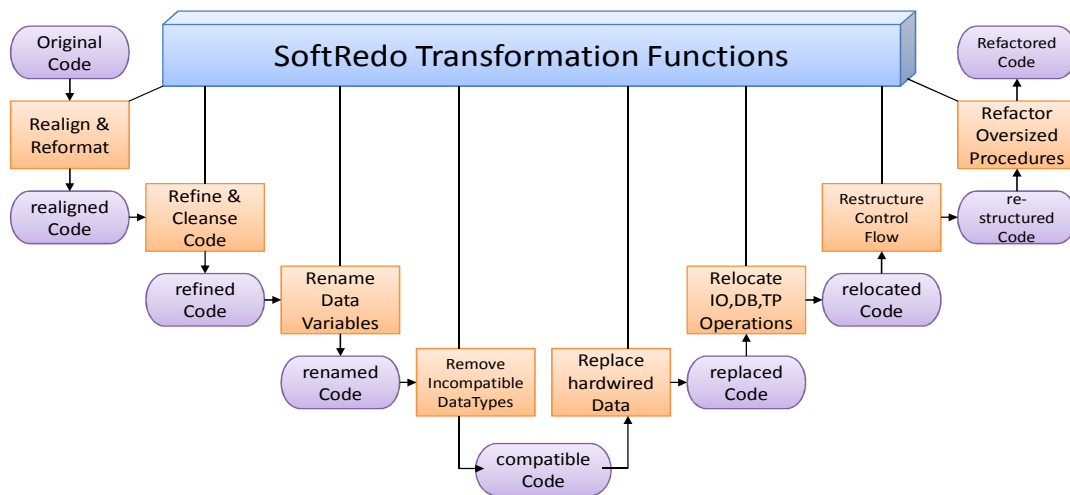 SoftRedo Transformation Functions
Original
Code
Realign &
Reformat
realigned
Code
Refine &
Cleanse
Code
refined
Code
Rename
Data
Variables
renamed
Code
Remove
Incompatible
DataTypes
compatible
Code
Replace
hardwired
Data
replaced
Code
Relocate
IO,DB,TP
Operations
relocated
Code
Restructure
Control
Flow
re-
structured
Code
Refactor
Oversized
Procedures
Refactored
Code